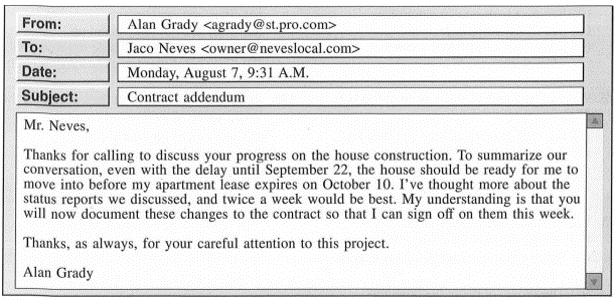 From: Alan Grady <agrady@st.pro.com>
To: Jaco Neves <owner@neveslocal.com>
Date: Monday, August 7, 9:31 A.M.
Subject: Contract addendum
Mr. Neves,
Thanks for calling to discuss your progress on the house construction. To summarize our
conversation, even with the delay until September 22, the house should be ready for me to
move into before my apartment lease expires on October 10. I've thought more about the
status reports we discussed, and twice a week would be best. My understanding is that you
will now document these changes to the contract so that I can sign off on them this week.
Thanks, as always, for your careful attention to this project.
Alan Grady